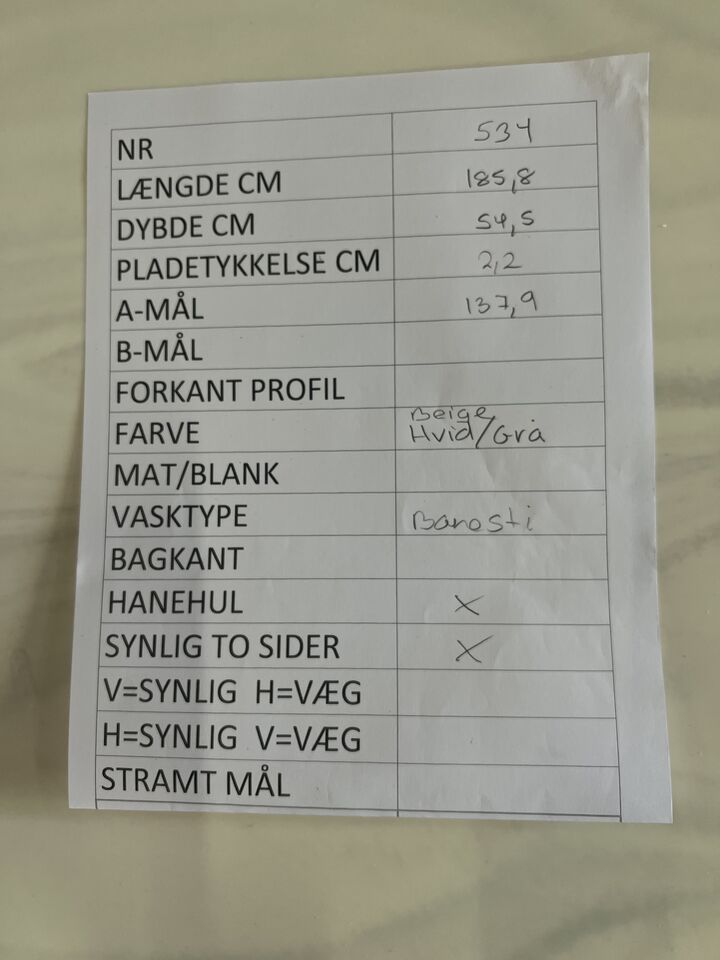 NR 534
LÆNGDE CM 185,8
DYBDE CM 54,5
PLADETYKKELSE CM 2,2
A-MÅL 137,9
B-MÅL
FORKANT PROFIL
Beige
FARVE Hvid/Grå
MAT/BLANK
VASKTYPE Banosti
BAGKANT
HANEHUL X
SYNLIG TO SIDER X
V=SYNLIG H=VÆG
H=SYNLIG V=VÆG
STRAMT MÅL